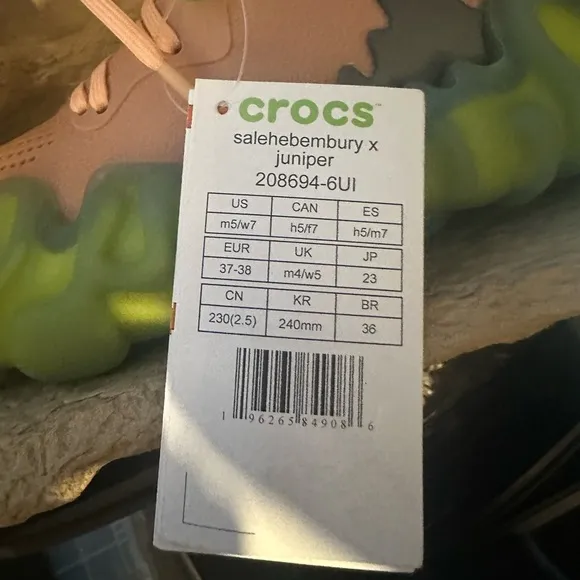 crocs™
salehebembury x
juniper
208694-6UI
US CAN ES
m5/w7 h5/f7 h5/m7
EUR UK JP
37-38 m4/w5 23
CN KR BR
230(2.5) 240mm 36
1 96265 84908 6